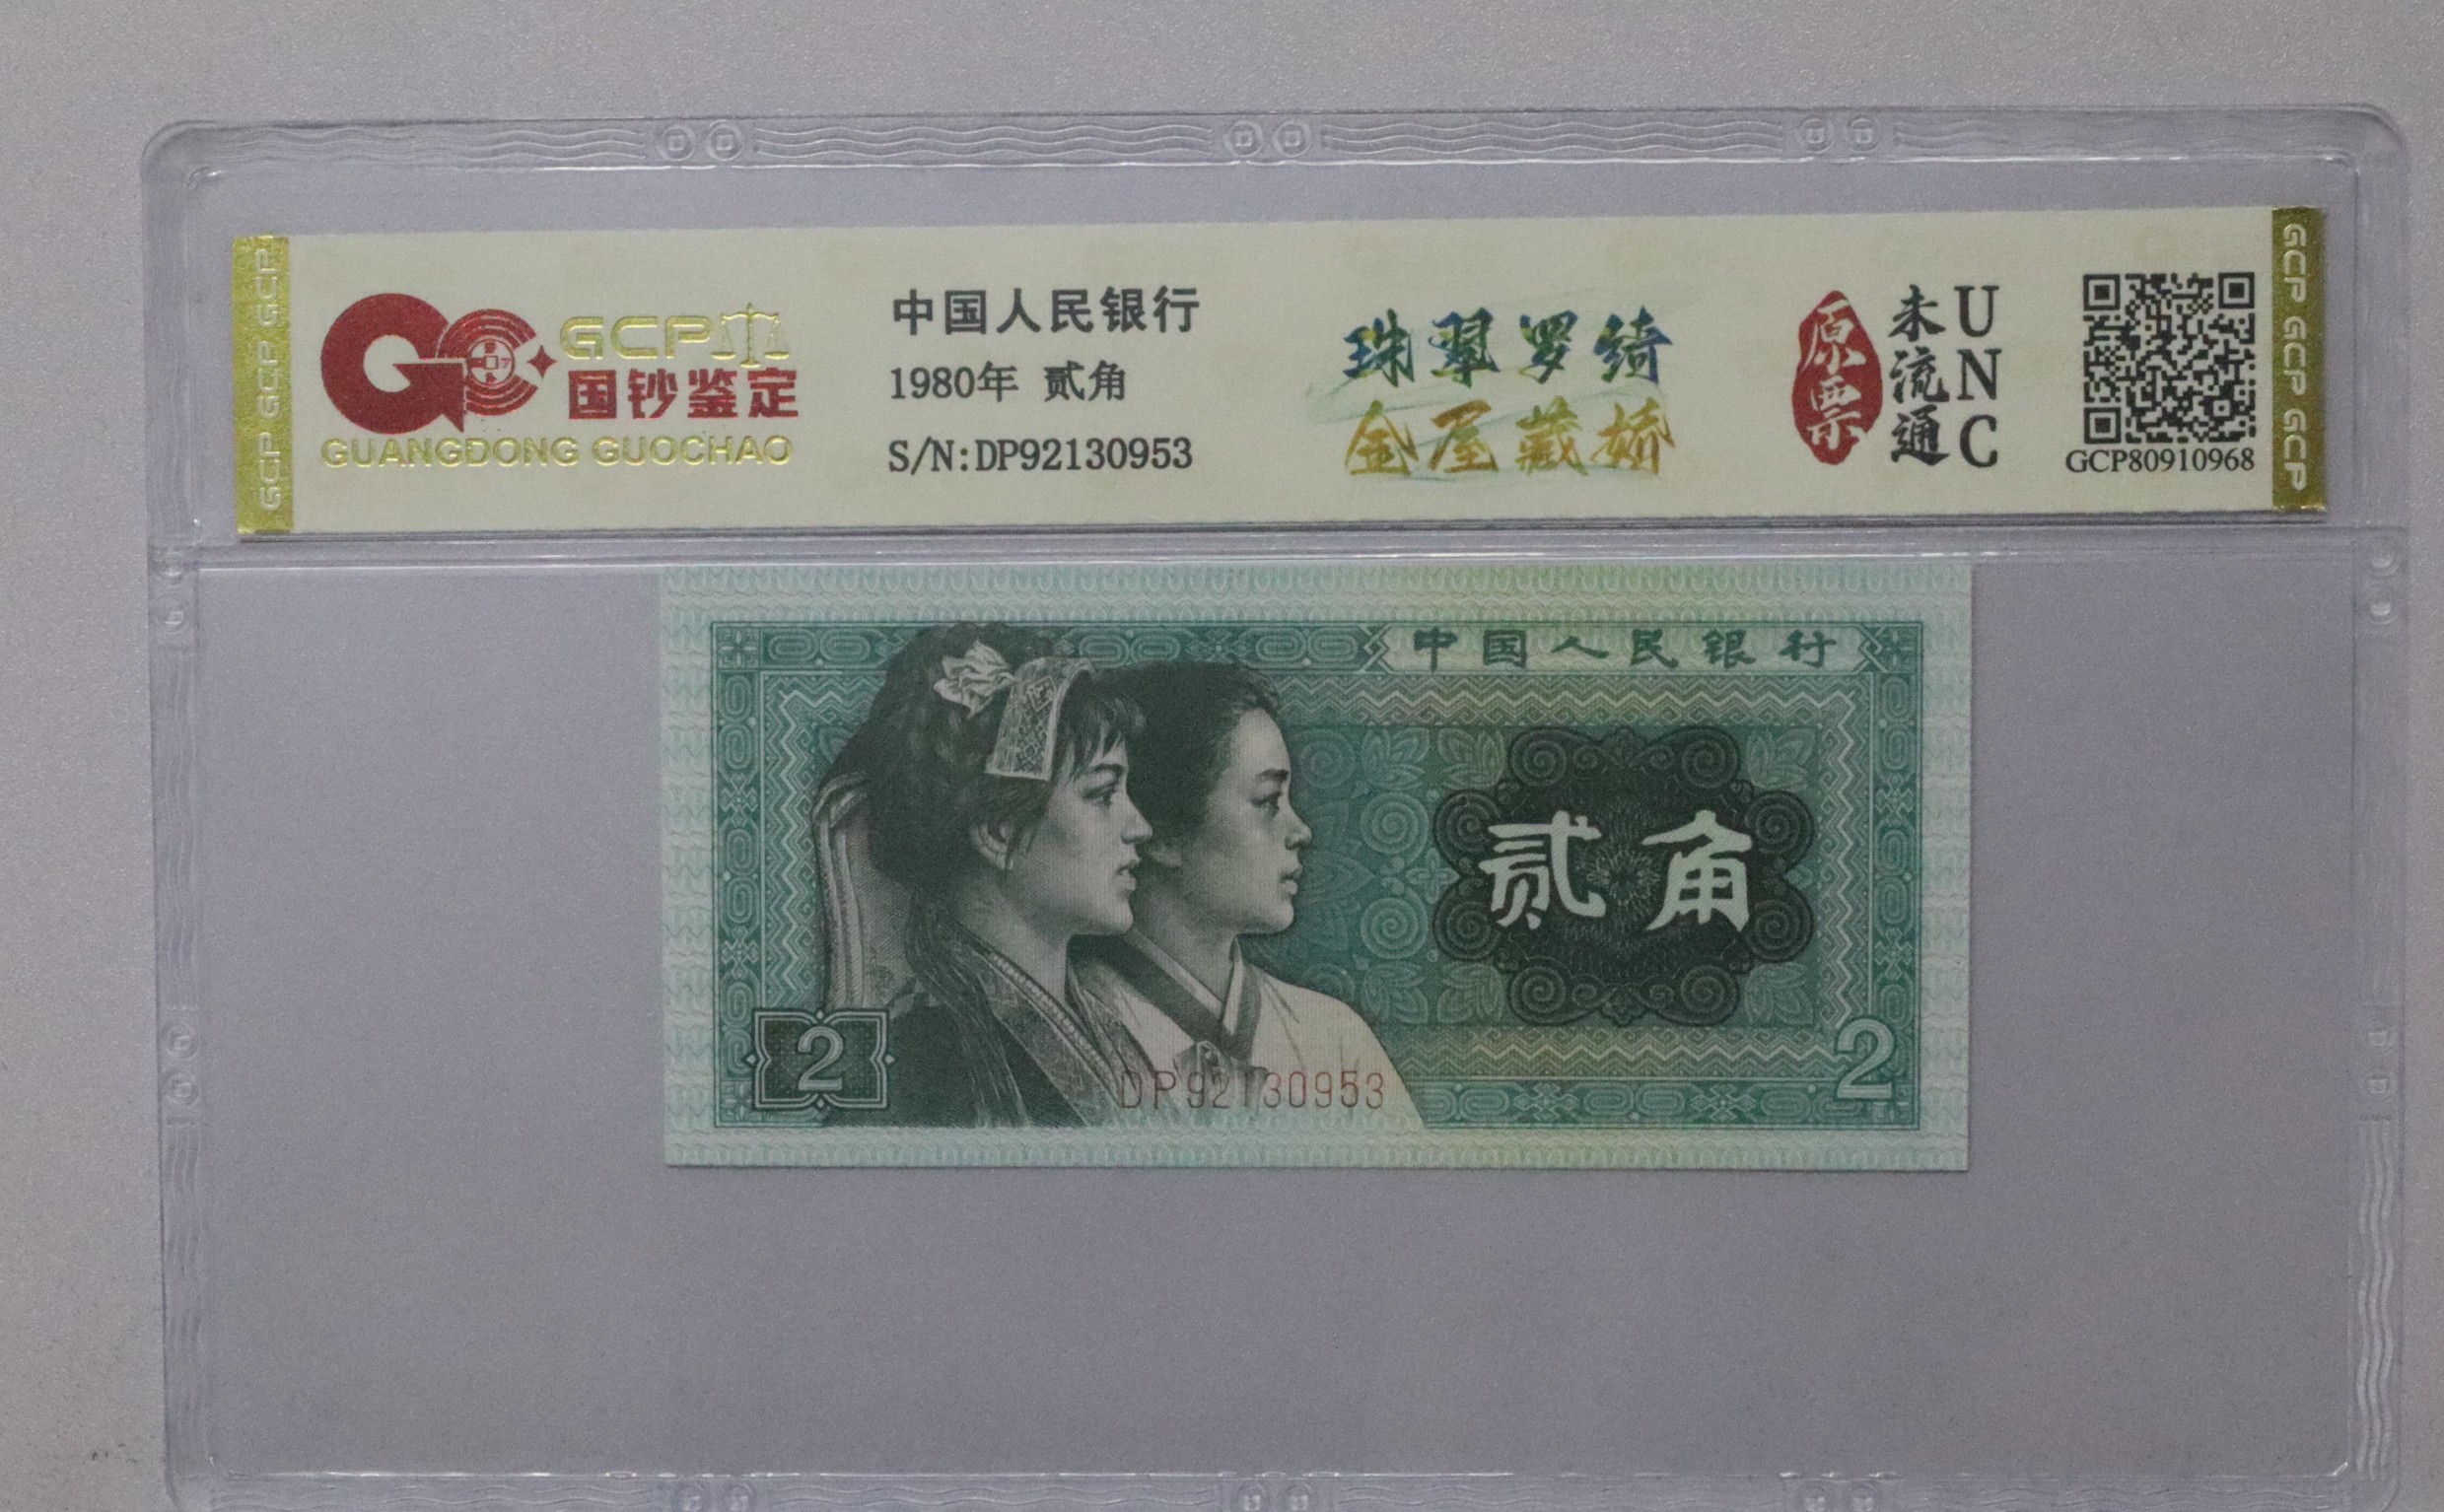 GCP GCP GCP
GCP
国钞鉴定
GUANGDONG GUOCHAO
中国人民银行
1980年 贰角
S/N:DP92130953
珠翠罗绮
金屋藏娇
原票
未流通
UNC
GCP80910968
GCP GCP GCP
中国人民银行
贰角
2
DP92130953
2